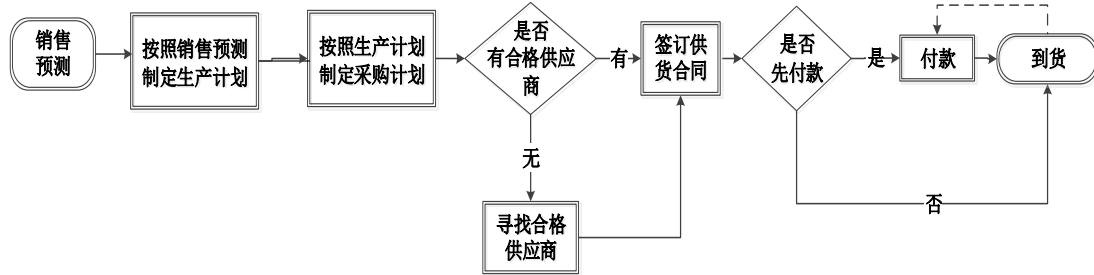 销售
预测
按照销售预测
制定生产计划
按照生产计划
制定采购计划
是否
有合格供应
商
有
无
寻找合格
供应商
签订供
货合同
是否
先付款
是
否
付款
到货